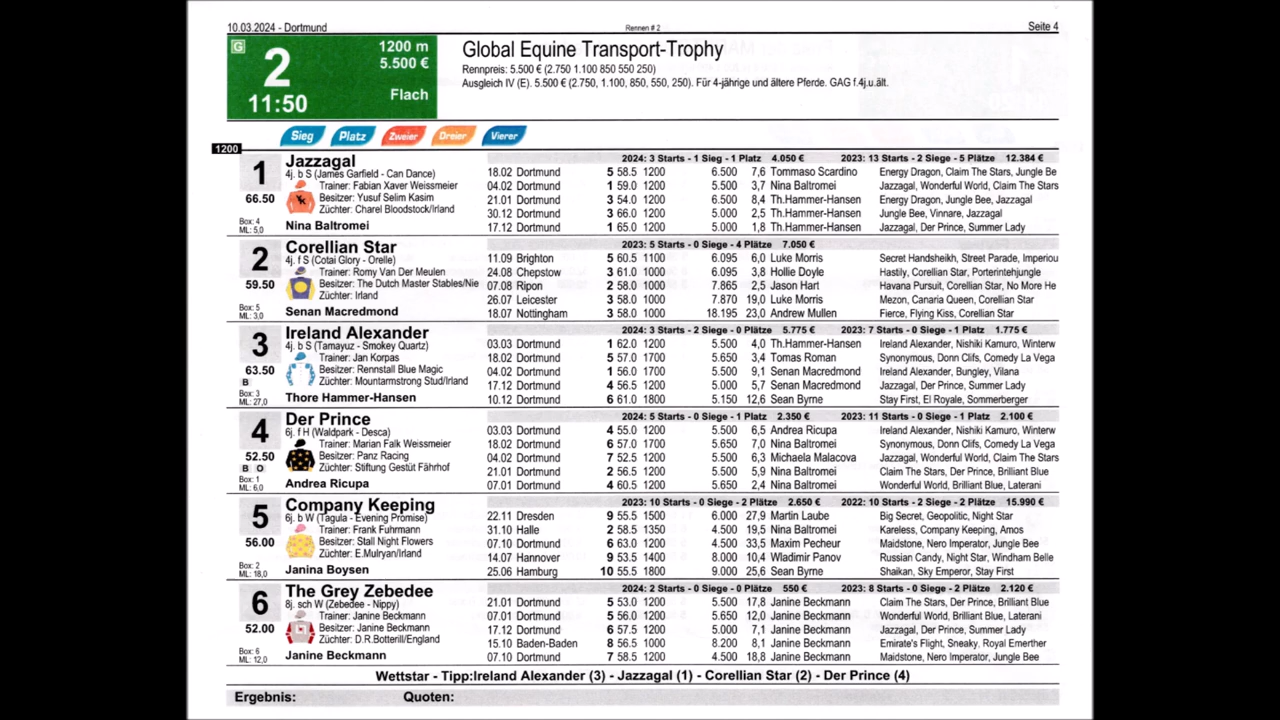 10.03.2024 - Dortmund Rennen # 2 Seite 4
G 2 1200 m
5.500 €
11:50 Flach
Global Equine Transport-Trophy
Rennpreis: 5.500 € (2.750 1.100 850 550 250)
Ausgleich IV (E). 5.500 € (2.750, 1.100, 850, 550, 250). Für 4-jährige und ältere Pferde. GAG f.4j.u.ält.
Sieg Platz Zweier Dreier Vierer
1200
1 Jazzagal 2024: 3 Starts - 1 Sieg - 1 Platz 4.050 € 2023: 13 Starts - 2 Siege - 5 Plätze 12.384 €
4j. b S (James Garfield - Can Dance) 18.02 Dortmund 5 58.5 1200 6.500 7,6 Tommaso Scardino Energy Dragon, Claim The Stars, Jungle Be
Trainer: Fabian Xaver Weissmeier 04.02 Dortmund 1 59.0 1200 5.500 3,7 Nina Baltromei Jazzagal, Wonderful World, Claim The Stars
66.50 Besitzer: Yusuf Selim Kasim 21.01 Dortmund 3 54.0 1200 6.500 8,4 Th.Hammer-Hansen Energy Dragon, Jungle Bee, Jazzagal
Züchter: Charel Bloodstock/Irland 30.12 Dortmund 3 66.0 1200 5.000 2,5 Th.Hammer-Hansen Jungle Bee, Vinnare, Jazzagal
Box: 4
ML: 5,0 Nina Baltromei 17.12 Dortmund 1 65.0 1200 5.000 1,8 Th.Hammer-Hansen Jazzagal, Der Prince, Summer Lady
2 Corellian Star 2023: 5 Starts - 0 Siege - 4 Plätze 7.050 €
4j. f S (Cotai Glory - Orelle) 11.09 Brighton 5 60.5 1100 6.095 6,0 Luke Morris Secret Handsheikh, Street Parade, Imperiou
Trainer: Romy Van Der Meulen 24.08 Chepstow 3 61.0 1000 6.095 3,8 Hollie Doyle Hastily, Corellian Star, Porterintehjungle
59.50 Besitzer: The Dutch Master Stables/Nie 07.08 Ripon 2 58.0 1000 7.865 2,5 Jason Hart Havana Pursuit, Corellian Star, No More He
Züchter: Irland 26.07 Leicester 3 58.0 1000 7.870 19,0 Luke Morris Mezon, Canaria Queen, Corellian Star
Box: 5
ML: 3,0 Senan Macredmond 18.07 Nottingham 3 58.0 1000 18.195 23,0 Andrew Mullen Fierce, Flying Kiss, Corellian Star
3 Ireland Alexander 2024: 3 Starts - 2 Siege - 0 Plätze 5.775 € 2023: 7 Starts - 0 Siege - 1 Platz 1.775 €
4j. b S (Tamayuz - Smokey Quartz) 03.03 Dortmund 1 62.0 1200 5.500 4,0 Th.Hammer-Hansen Ireland Alexander, Nishiki Kamuro, Winterw
Trainer: Jan Korpas 18.02 Dortmund 5 57.0 1700 5.650 3,4 Tomas Roman Synonymous, Donn Clifs, Comedy La Vega
63.50 Besitzer: Rennstall Blue Magic 04.02 Dortmund 1 56.0 1700 5.500 9,1 Senan Macredmond Ireland Alexander, Bungley, Vilana
B Züchter: Mountarmstrong Stud/Irland 17.12 Dortmund 4 56.5 1200 5.000 5,7 Senan Macredmond Jazzagal, Der Prince, Summer Lady
Box: 3
ML: 27,0 Thore Hammer-Hansen 10.12 Dortmund 6 61.0 1800 5.150 12,6 Sean Byrne Stay First, El Royale, Sommerberger
4 Der Prince 2024: 5 Starts - 0 Siege - 1 Platz 2.350 € 2023: 11 Starts - 0 Siege - 1 Platz 2.100 €
6j. f H (Waldpark - Desca) 03.03 Dortmund 4 55.0 1200 5.500 6,5 Andrea Ricupa Ireland Alexander, Nishiki Kamuro, Winterw
Trainer: Marian Falk Weissmeier 18.02 Dortmund 6 57.0 1700 5.650 7,0 Nina Baltromei Synonymous, Donn Clifs, Comedy La Vega
52.50 Besitzer: Panz Racing 04.02 Dortmund 7 52.5 1200 5.500 6,3 Michaela Malacova Jazzagal, Wonderful World, Claim The Stars
B O Züchter: Stiftung Gestüt Fährhof 21.01 Dortmund 2 56.5 1200 5.500 5,9 Nina Baltromei Claim The Stars, Der Prince, Brilliant Blue
Box: 1
ML: 6,0 Andrea Ricupa 07.01 Dortmund 4 60.5 1200 5.650 2,4 Nina Baltromei Wonderful World, Brilliant Blue, Laterani
5 Company Keeping 2023: 10 Starts - 0 Siege - 2 Plätze 2.650 € 2022: 10 Starts - 2 Siege - 2 Plätze 15.990 €
6j. b W (Tagula - Evening Promise) 22.11 Dresden 9 55.5 1500 6.000 27,9 Martin Laube Big Secret, Geopolitic, Night Star
Trainer: Frank Fuhrmann 31.10 Halle 2 58.5 1350 4.500 19,5 Nina Baltromei Kareless, Company Keeping, Amos
56.00 Besitzer: Stall Night Flowers 07.10 Dortmund 6 63.0 1200 4.500 33,5 Maxim Pecheur Maidstone, Nero Imperator, Jungle Bee
Züchter: E.Mulryan/Irland 14.07 Hannover 9 53.5 1400 8.000 10,4 Wladimir Panov Russian Candy, Night Star, Windham Belle
Box: 2
ML: 18,0 Janina Boysen 25.06 Hamburg 10 55.5 1800 9.000 25,6 Sean Byrne Shaikan, Sky Emperor, Stay First
6 The Grey Zebedee 2024: 2 Starts - 0 Siege - 0 Plätze 550 € 2023: 8 Starts - 0 Siege - 0 Plätze 2.120 €
8j. sch W (Zebedee - Nippy) 21.01 Dortmund 5 53.0 1200 5.500 17,8 Janine Beckmann Claim The Stars, Der Prince, Brilliant Blue
Trainer: Janine Beckmann 07.01 Dortmund 5 56.0 1200 5.650 12,0 Janine Beckmann Wonderful World, Brilliant Blue, Laterani
52.00 Besitzer: Janine Beckmann 17.12 Dortmund 6 57.5 1200 5.000 7,1 Janine Beckmann Jazzagal, Der Prince, Summer Lady
Züchter: D.R.Botterill/England 15.10 Baden-Baden 8 56.5 1000 8.200 8,1 Janine Beckmann Emirate's Flight, Sneaky, Royal Emerther
Box: 6
ML: 12,0 Janine Beckmann 07.10 Dortmund 7 58.5 1200 4.500 18,8 Janine Beckmann Maidstone, Nero Imperator, Jungle Bee
Wettstar - Tipp:Ireland Alexander (3) - Jazzagal (1) - Corellian Star (2) - Der Prince (4)
Ergebnis: Quoten: